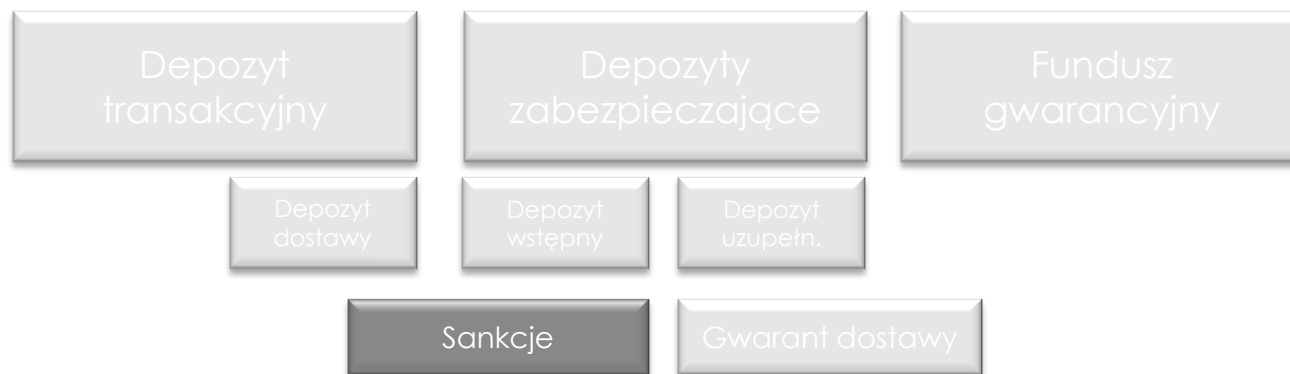 Depozyt
transakcyjny
Depozyty
zabezpieczające
Fundusz
gwarancyjny
Depozyt
dostawy
Depozyt
wstępny
Depozyt
uzupełn.
Sankcje
Gwarant dostawy